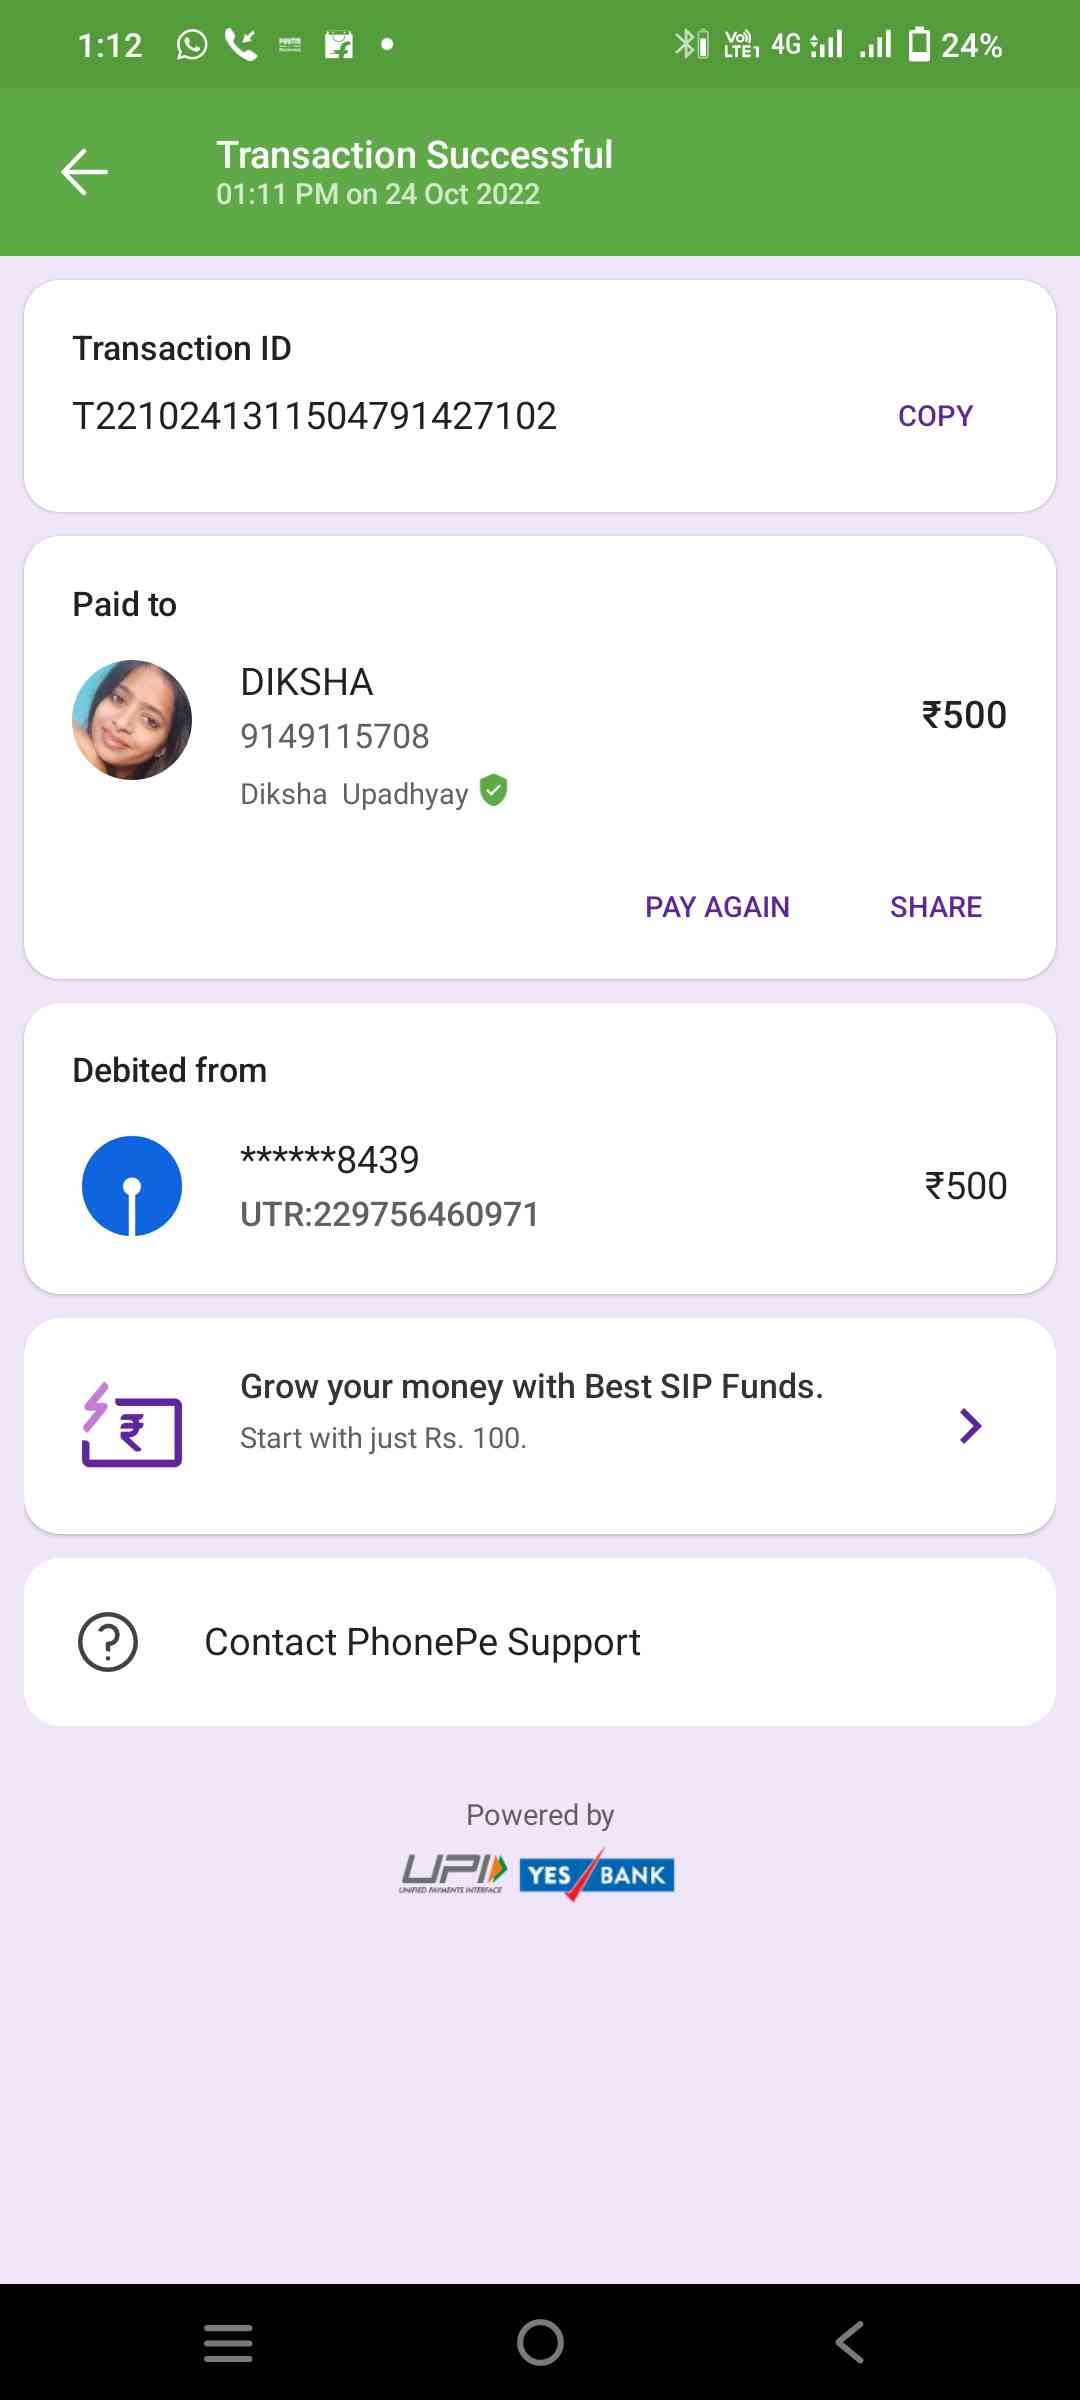 1:12
VoLTE1 4G 24%
Transaction Successful
01:11 PM on 24 Oct 2022
Transaction ID
T2210241311504791427102
COPY
Paid to
DIKSHA
9149115708
Diksha Upadhyay
₹500
PAY AGAIN SHARE
Debited from
******8439
UTR:229756460971
₹500
Grow your money with Best SIP Funds.
Start with just Rs. 100.
Contact PhonePe Support
Powered by
UPI YES BANK
UNIFIED PAYMENTS INTERFACE